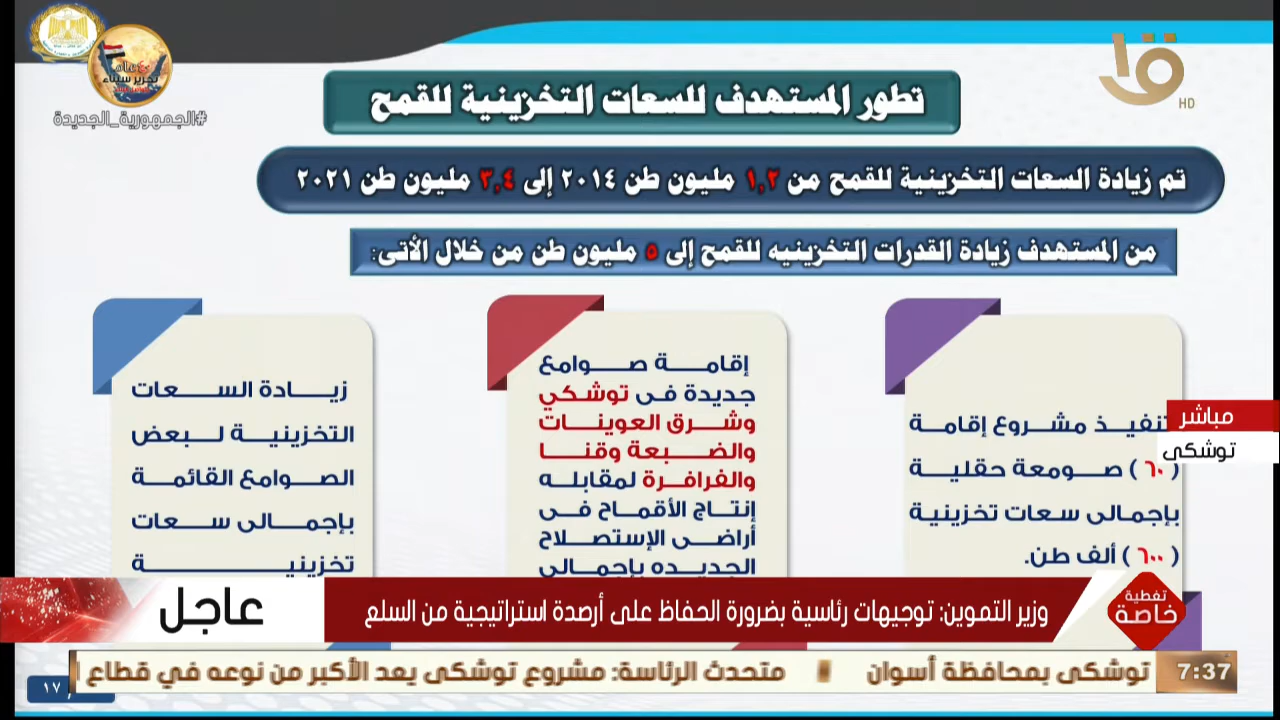 #الجمهورية_الجديدة
تحرير سيناء
HD
تطور المستهدف للسعات التخزينية للقمح
تم زيادة السعات التخزينية للقمح من ١,٢ مليون طن ٢٠١٤ إلى ٣,٤ مليون طن ٢٠٢١
من المستهدف زيادة القدرات التخزينيه للقمح إلى ٥ مليون طن من خلال الأتى:
تنفيذ مشروع إقامة
( ٦٠ ) صومعة حقلية
بإجمالى سعات تخزينية
( ٦٠٠ ) ألف طن.
إقامة صوامع
جديدة فى توشكي
وشرق العوينات
والضبعة وقنا
والفرافرة لمقابله
إنتاج الأقماح فى
أراضى الإستصلاح
الجديده بإجمالى
زيادة السعات
التخزينية لبعض
الصوامع القائمة
بإجمالى سعات
تخزينية
مباشر
توشكى
تغطية
خاصة
وزير التموين: توجيهات رئاسية بضرورة الحفاظ على أرصدة استراتيجية من السلع
عاجل
7:37
توشكى بمحافظة أسوان
متحدث الرئاسة: مشروع توشكى يعد الأكبر من نوعه في قطاع ا
١٧